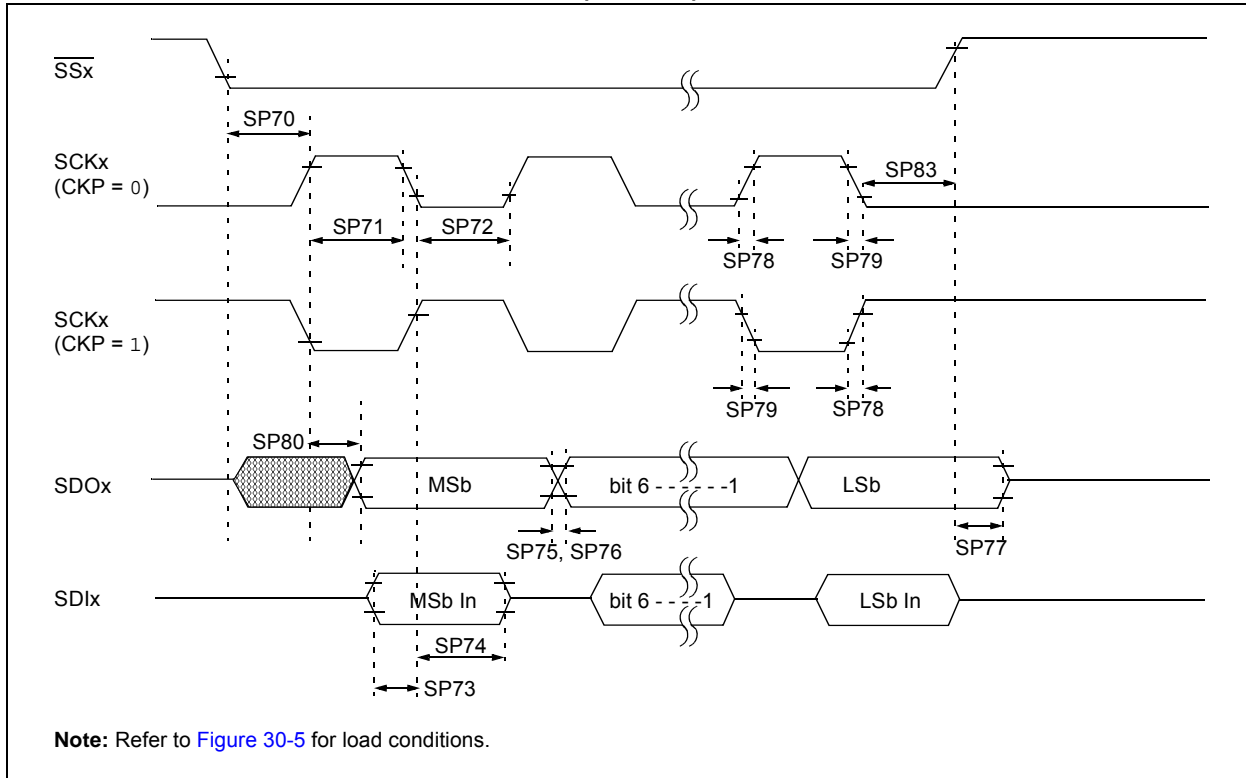 SSx
SP70
SCKx
(CKP = 0)
SP83
SP71
SP72
SP78
SP79
SCKx
(CKP = 1)
SP79
SP78
SP80
SDOx
MSb
bit 6 - - - - - -1
LSb
SP75, SP76
SP77
SDIx
MSb In
bit 6 - - - -1
LSb In
SP74
SP73
Note: Refer to Figure 30-5 for load conditions.